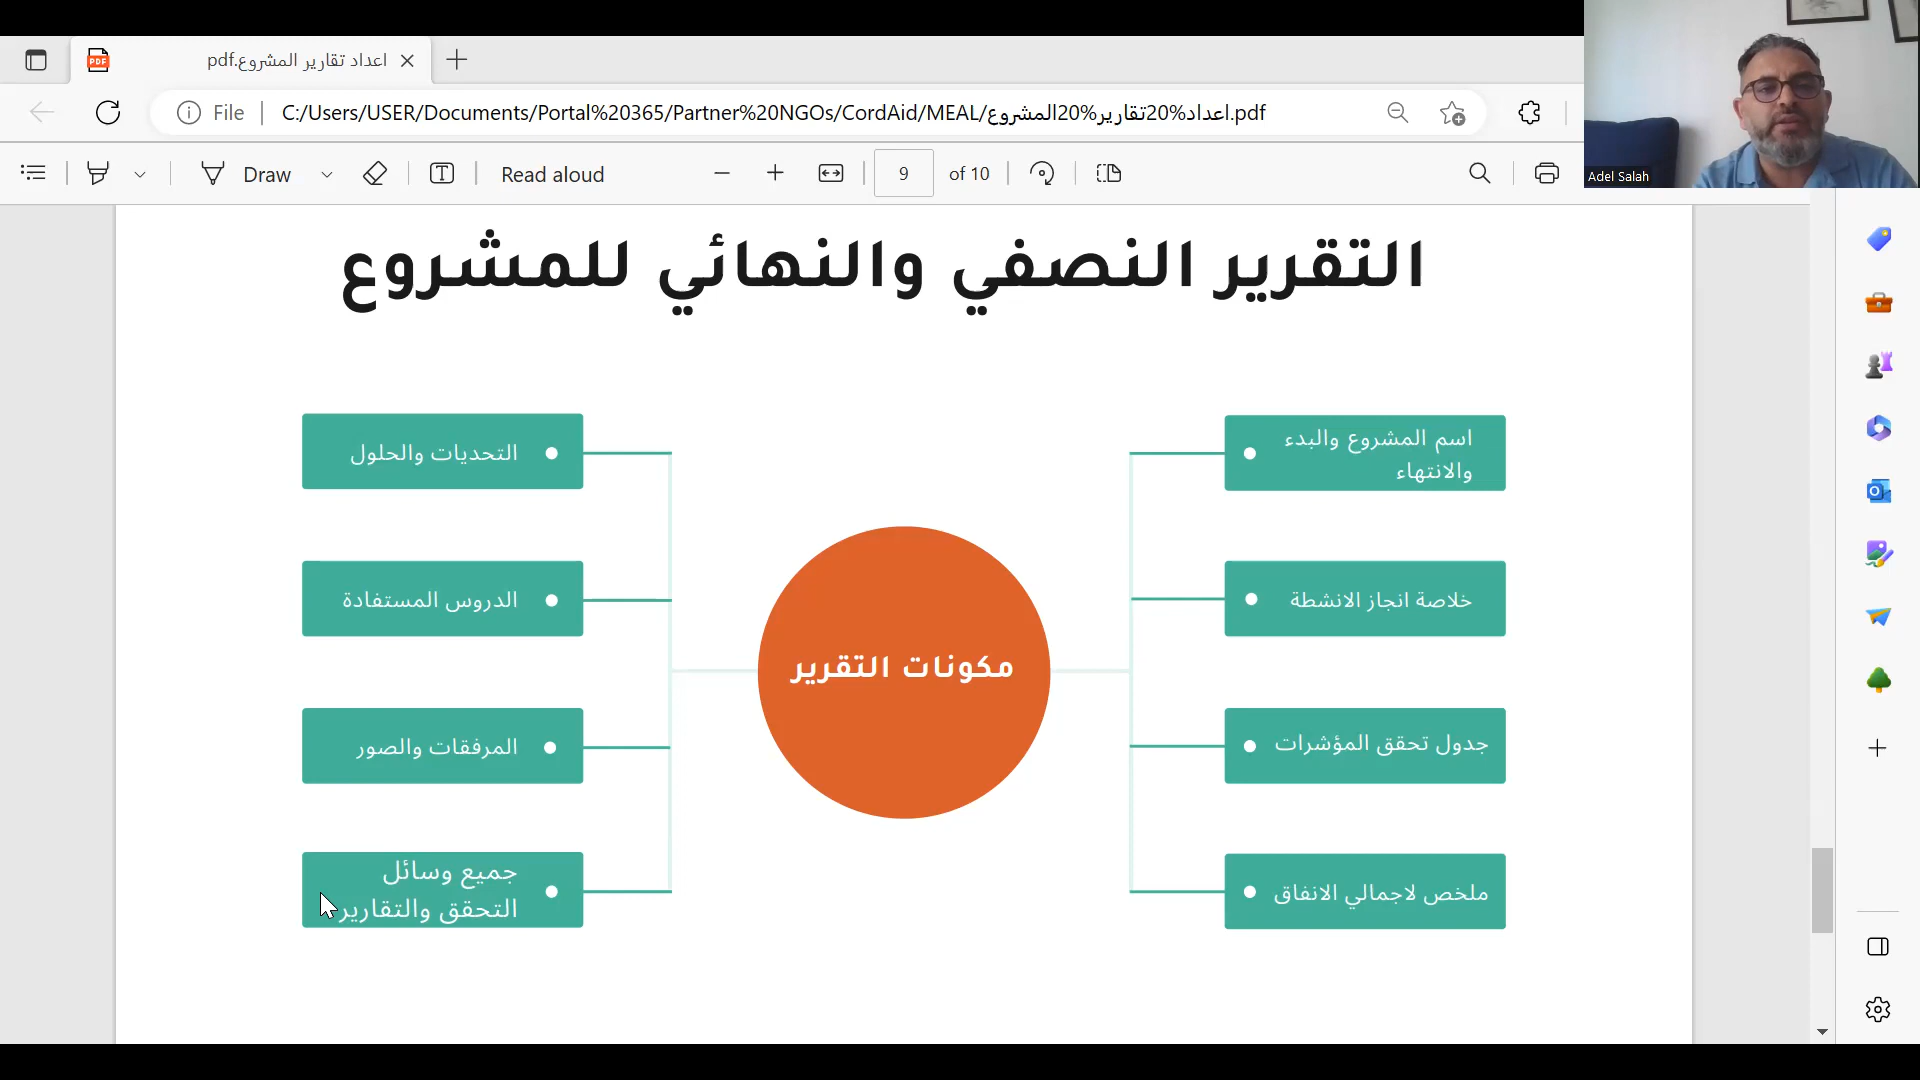 اعداد تقارير المشروع.pdf
File
C:/Users/USER/Documents/Portal%20365/Partner%20NGOs/CordAid/MEAL/اعداد%20تقارير%20المشروع.pdf
Draw
Read aloud
9
of 10
Adel Salah
التقرير النصفي والنهائي للمشروع
اسم المشروع والبدء
والانتهاء
خلاصة انجاز الانشطة
جدول تحقق المؤشرات
ملخص لاجمالي الانفاق
مكونات التقرير
التحديات والحلول
الدروس المستفادة
المرفقات والصور
جميع وسائل
التحقق والتقارير